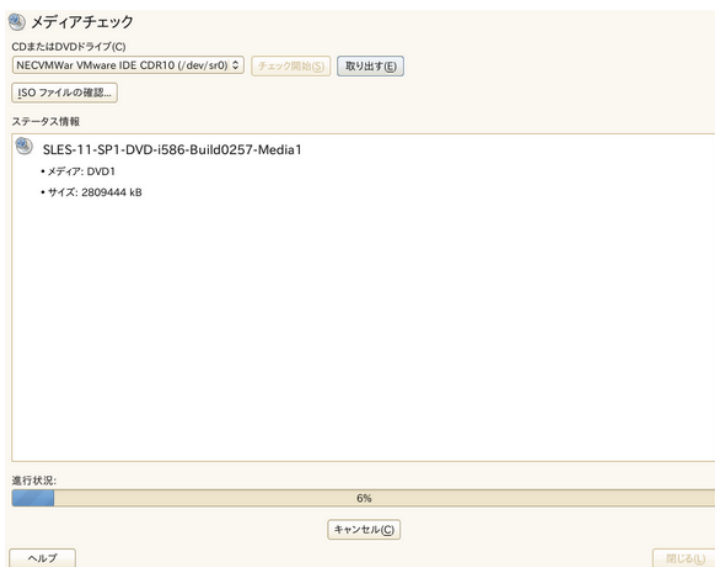 メディアチェック
CDまたはDVDドライブ(C)
NECVMWar VMware IDE CDR10 (/dev/sr0) チェック開始(S) 取り出す(E)
ISO ファイルの確認...
ステータス情報
SLES-11-SP1-DVD-i586-Build0257-Media1
• メディア: DVD1
• サイズ: 2809444 kB
進行状況:
6%
キャンセル(C)
ヘルプ 閉じる(L)